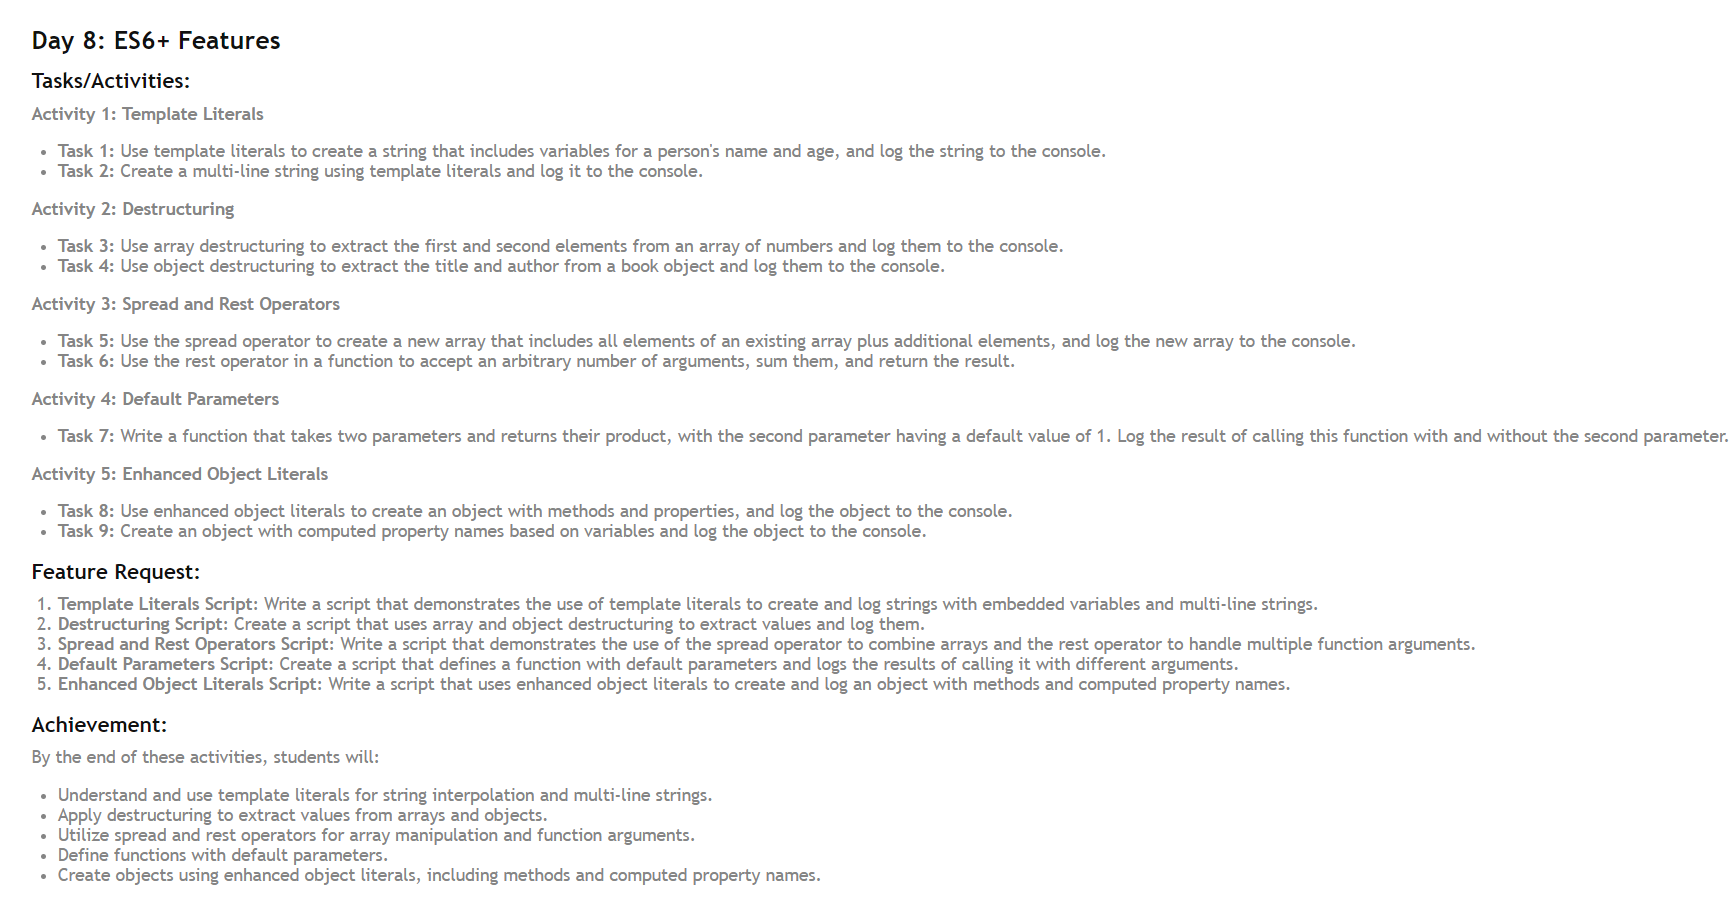 Day 8: ES6+ Features
Tasks/Activities:
Activity 1: Template Literals
• Task 1: Use template literals to create a string that includes variables for a person's name and age, and log the string to the console.
• Task 2: Create a multi-line string using template literals and log it to the console.
Activity 2: Destructuring
• Task 3: Use array destructuring to extract the first and second elements from an array of numbers and log them to the console.
• Task 4: Use object destructuring to extract the title and author from a book object and log them to the console.
Activity 3: Spread and Rest Operators
• Task 5: Use the spread operator to create a new array that includes all elements of an existing array plus additional elements, and log the new array to the console.
• Task 6: Use the rest operator in a function to accept an arbitrary number of arguments, sum them, and return the result.
Activity 4: Default Parameters
• Task 7: Write a function that takes two parameters and returns their product, with the second parameter having a default value of 1. Log the result of calling this function with and without the second parameter.
Activity 5: Enhanced Object Literals
• Task 8: Use enhanced object literals to create an object with methods and properties, and log the object to the console.
• Task 9: Create an object with computed property names based on variables and log the object to the console.
Feature Request:
1. Template Literals Script: Write a script that demonstrates the use of template literals to create and log strings with embedded variables and multi-line strings.
2. Destructuring Script: Create a script that uses array and object destructuring to extract values and log them.
3. Spread and Rest Operators Script: Write a script that demonstrates the use of the spread operator to combine arrays and the rest operator to handle multiple function arguments.
4. Default Parameters Script: Create a script that defines a function with default parameters and logs the results of calling it with different arguments.
5. Enhanced Object Literals Script: Write a script that uses enhanced object literals to create and log an object with methods and computed property names.
Achievement:
By the end of these activities, students will:
• Understand and use template literals for string interpolation and multi-line strings.
• Apply destructuring to extract values from arrays and objects.
• Utilize spread and rest operators for array manipulation and function arguments.
• Define functions with default parameters.
• Create objects using enhanced object literals, including methods and computed property names.